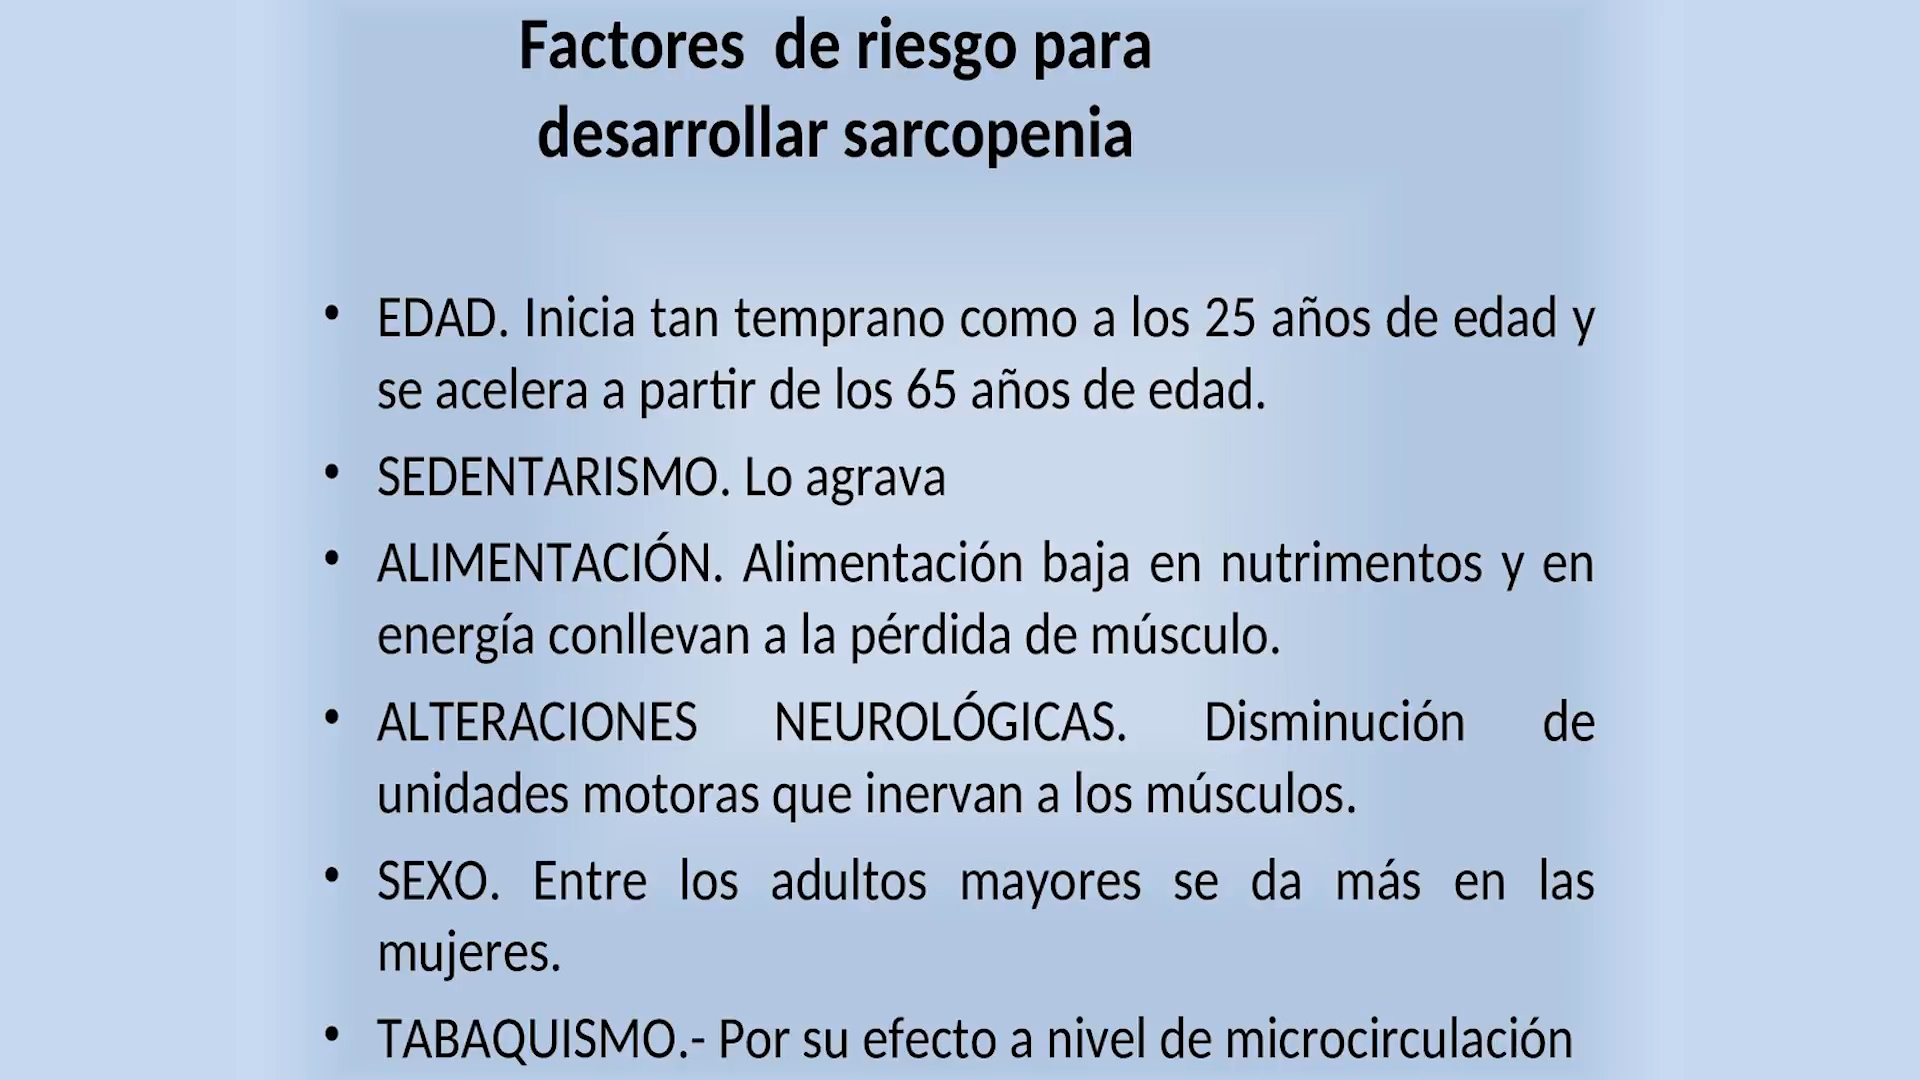 Factores  de riesgo para
desarrollar sarcopenia
• EDAD. Inicia tan temprano como a los 25 años de edad y
se acelera a partir de los 65 años de edad.
• SEDENTARISMO. Lo agrava
• ALIMENTACIÓN. Alimentación baja en nutrimentos y en
energía conllevan a la pérdida de músculo.
• ALTERACIONES NEUROLÓGICAS. Disminución de
unidades motoras que inervan a los músculos.
• SEXO. Entre los adultos mayores se da más en las
mujeres.
• TABAQUISMO.- Por su efecto a nivel de microcirculación